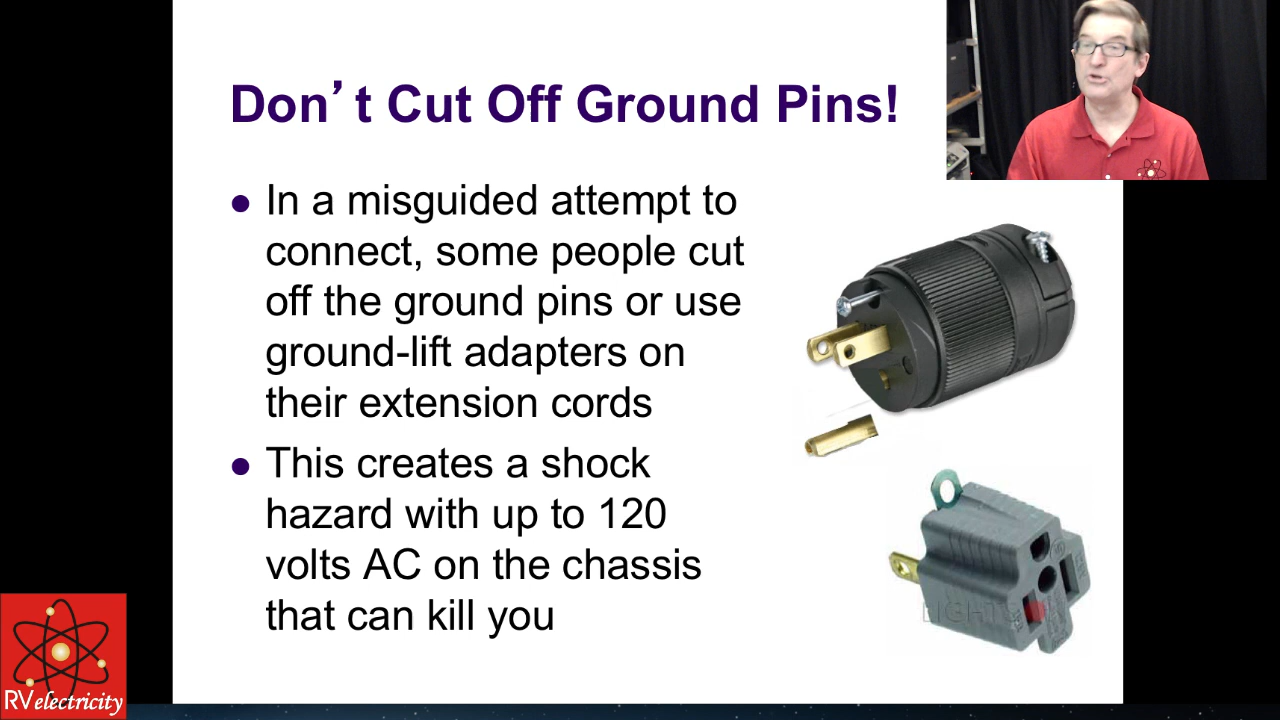 Don’t Cut Off Ground Pins!
In a misguided attempt to
connect, some people cut
off the ground pins or use
ground-lift adapters on
their extension cords
This creates a shock
hazard with up to 120
volts AC on the chassis
that can kill you
RVelectricity